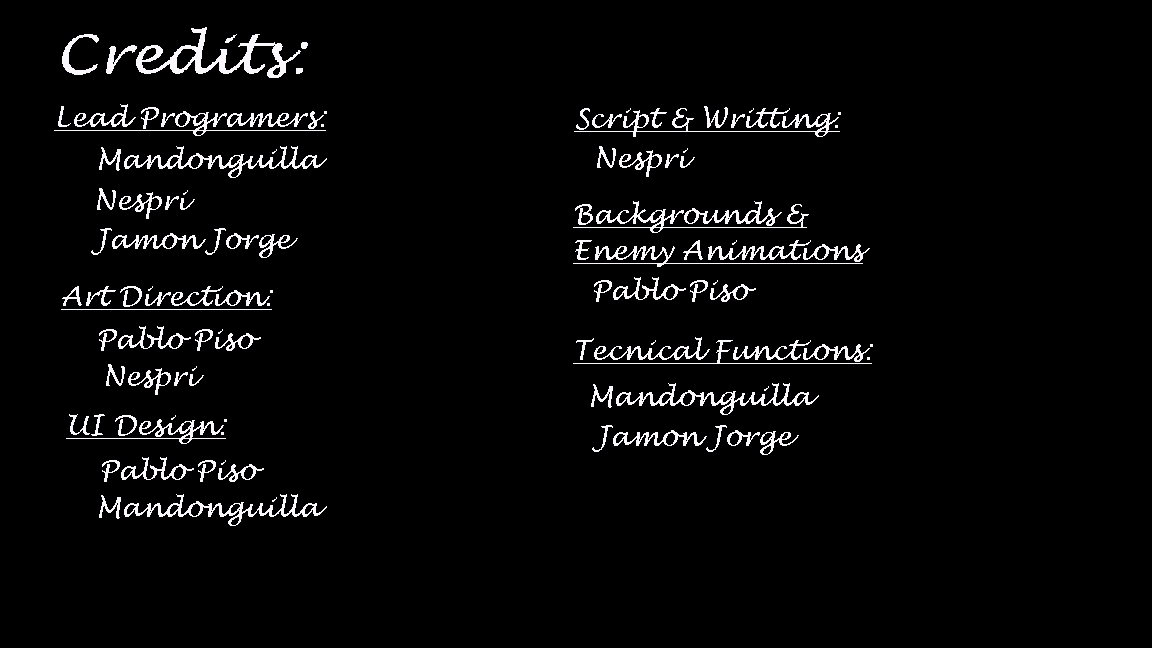 Credits:
Lead Programers:
Mandonguilla
Nespri
Jamon Jorge
Art Direction:
Pablo Piso
Nespri
UI Design:
Pablo Piso
Mandonguilla
Script & Writting:
Nespri
Backgrounds &
Enemy Animations
Pablo Piso
Tecnical Functions:
Mandonguilla
Jamon Jorge